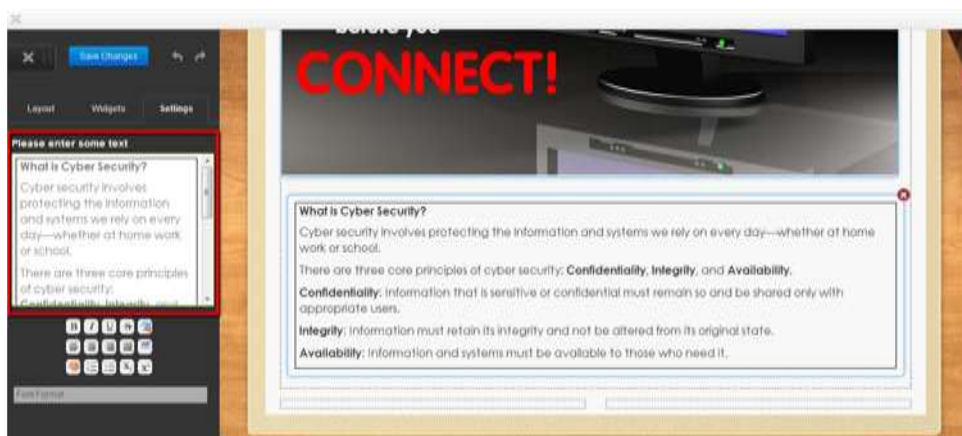 Save Changes
Layout Widgets Settings
Please enter some text
What is Cyber Security?
Cyber security involves
protecting the information
and systems we rely on every
day—whether at home work
or school.
There are three core principles
of cyber security:
Confidentiality, Integrity, and
B I U
Font Format
before you
CONNECT!
What is Cyber Security?
Cyber security involves protecting the information and systems we rely on every day—whether at home
work or school.
There are three core principles of cyber security: Confidentiality, Integrity, and Availability.
Confidentiality: Information that is sensitive or confidential must remain so and be shared only with
appropriate users.
Integrity: Information must retain its integrity and not be altered from its original state.
Availability: Information and systems must be available to those who need it.